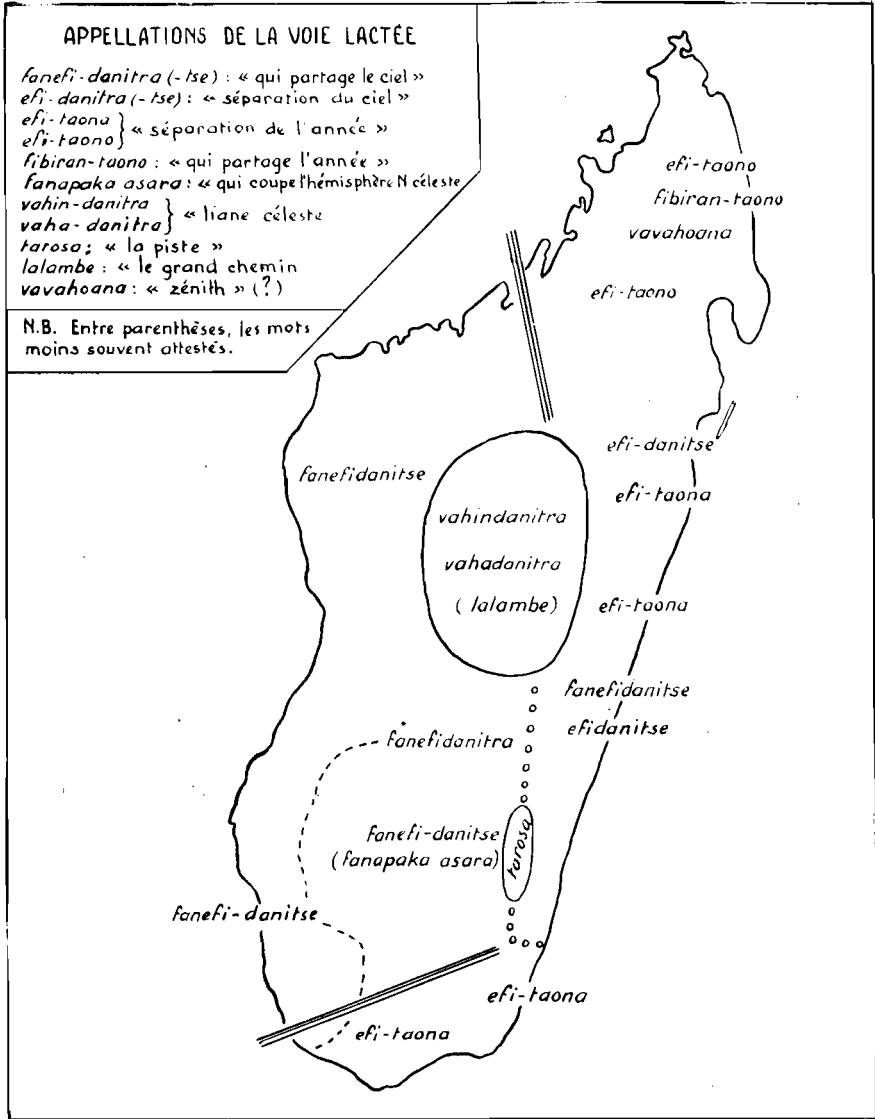 APPELLATIONS DE LA VOIE LACTÉE
fanefi-danitra (-tse) : « qui partage le ciel »
efi-danitra (-tse) : « séparation du ciel »
efi-taona
efi-taono } « séparation de l'année »
fibiran-taono : « qui partage l'année »
fanapaka asara : « qui coupe l'hémisphère N céleste
vahin-danitra
vaha-danitra } « liane céleste
tarosa ; « la piste »
lalambe : « le grand chemin
vavahoana : « zénith » (?)
N.B. Entre parenthèses, les mots
moins souvent attestés.
efi-taono
fibiran-taono
vavahoana
efi-taono
efi-danitse
fanefidanitse
efi-taona
vahindanitra
vahadanitra
(lalambe)
efi-taona
fanefidanitse
efidanitse
fanefidanitra
fanefi-danitse
(fanapaka asara)
tarosa
fanefi-danitse
efi-taona
efi-taona